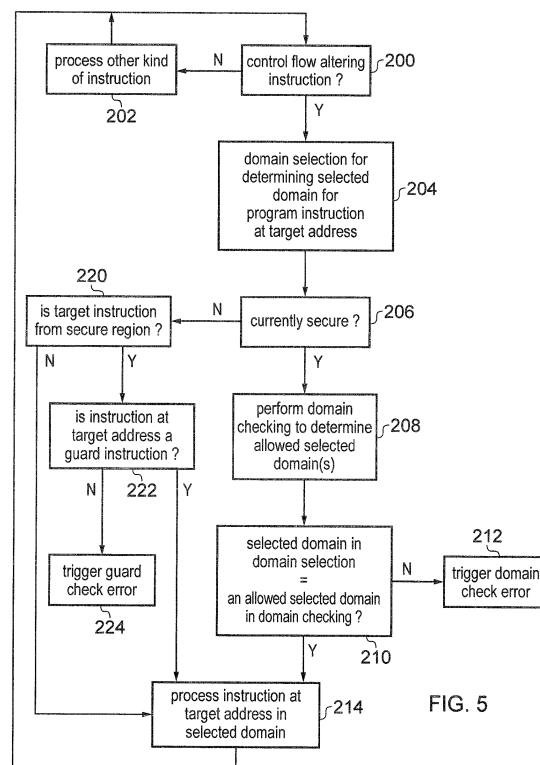 process other kind
of instruction
202
N
control flow altering
instruction ?
200
Y
domain selection for
determining selected
domain for
program instruction
at target address
204
220
is target instruction
from secure region ?
N
currently secure ?
206
N
Y
Y
is instruction at
target address a
guard instruction ?
222
perform domain
checking to determine
allowed selected
domain(s)
208
N
Y
trigger guard
check error
224
selected domain in
domain selection
=
an allowed selected
domain
in domain checking ?
210
N
212
trigger domain
check error
Y
process instruction at
target address in
selected domain
214
FIG. 5